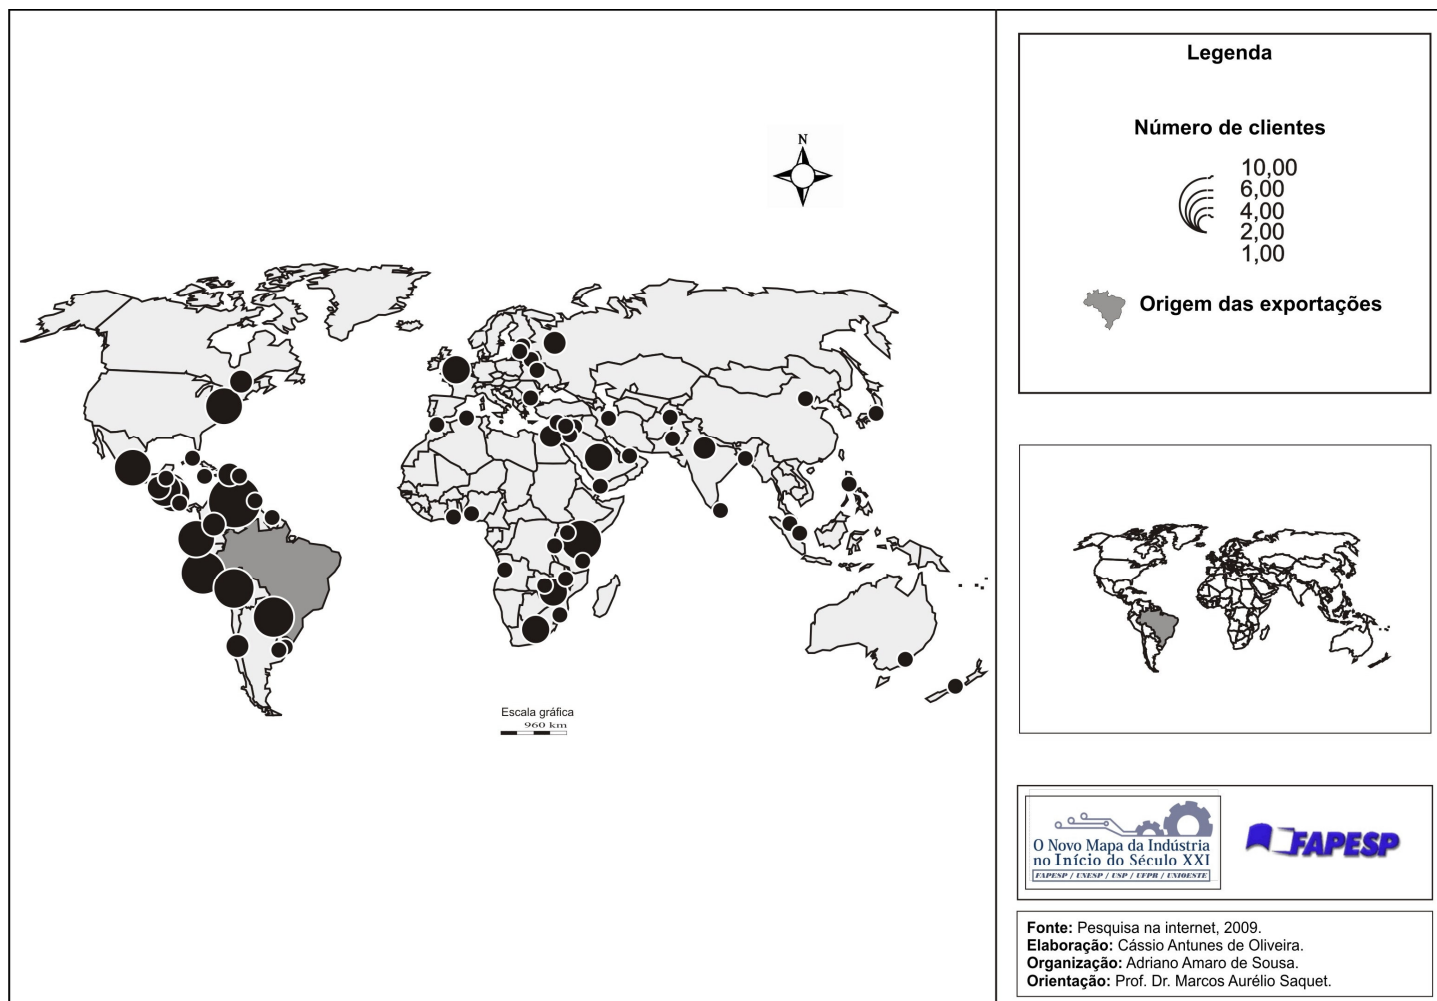 N
Escala gráfica
960 km
Legenda
Número de clientes
10,00
6,00
4,00
2,00
1,00
Origem das exportações
O Novo Mapa da Indústria
no Início do Século XXI
FAPESP / UNESP / USP / UFPR / UNIOESTE
FAPESP
Fonte: Pesquisa na internet, 2009.
Elaboração: Cássio Antunes de Oliveira.
Organização: Adriano Amaro de Sousa.
Orientação: Prof. Dr. Marcos Aurélio Saquet.